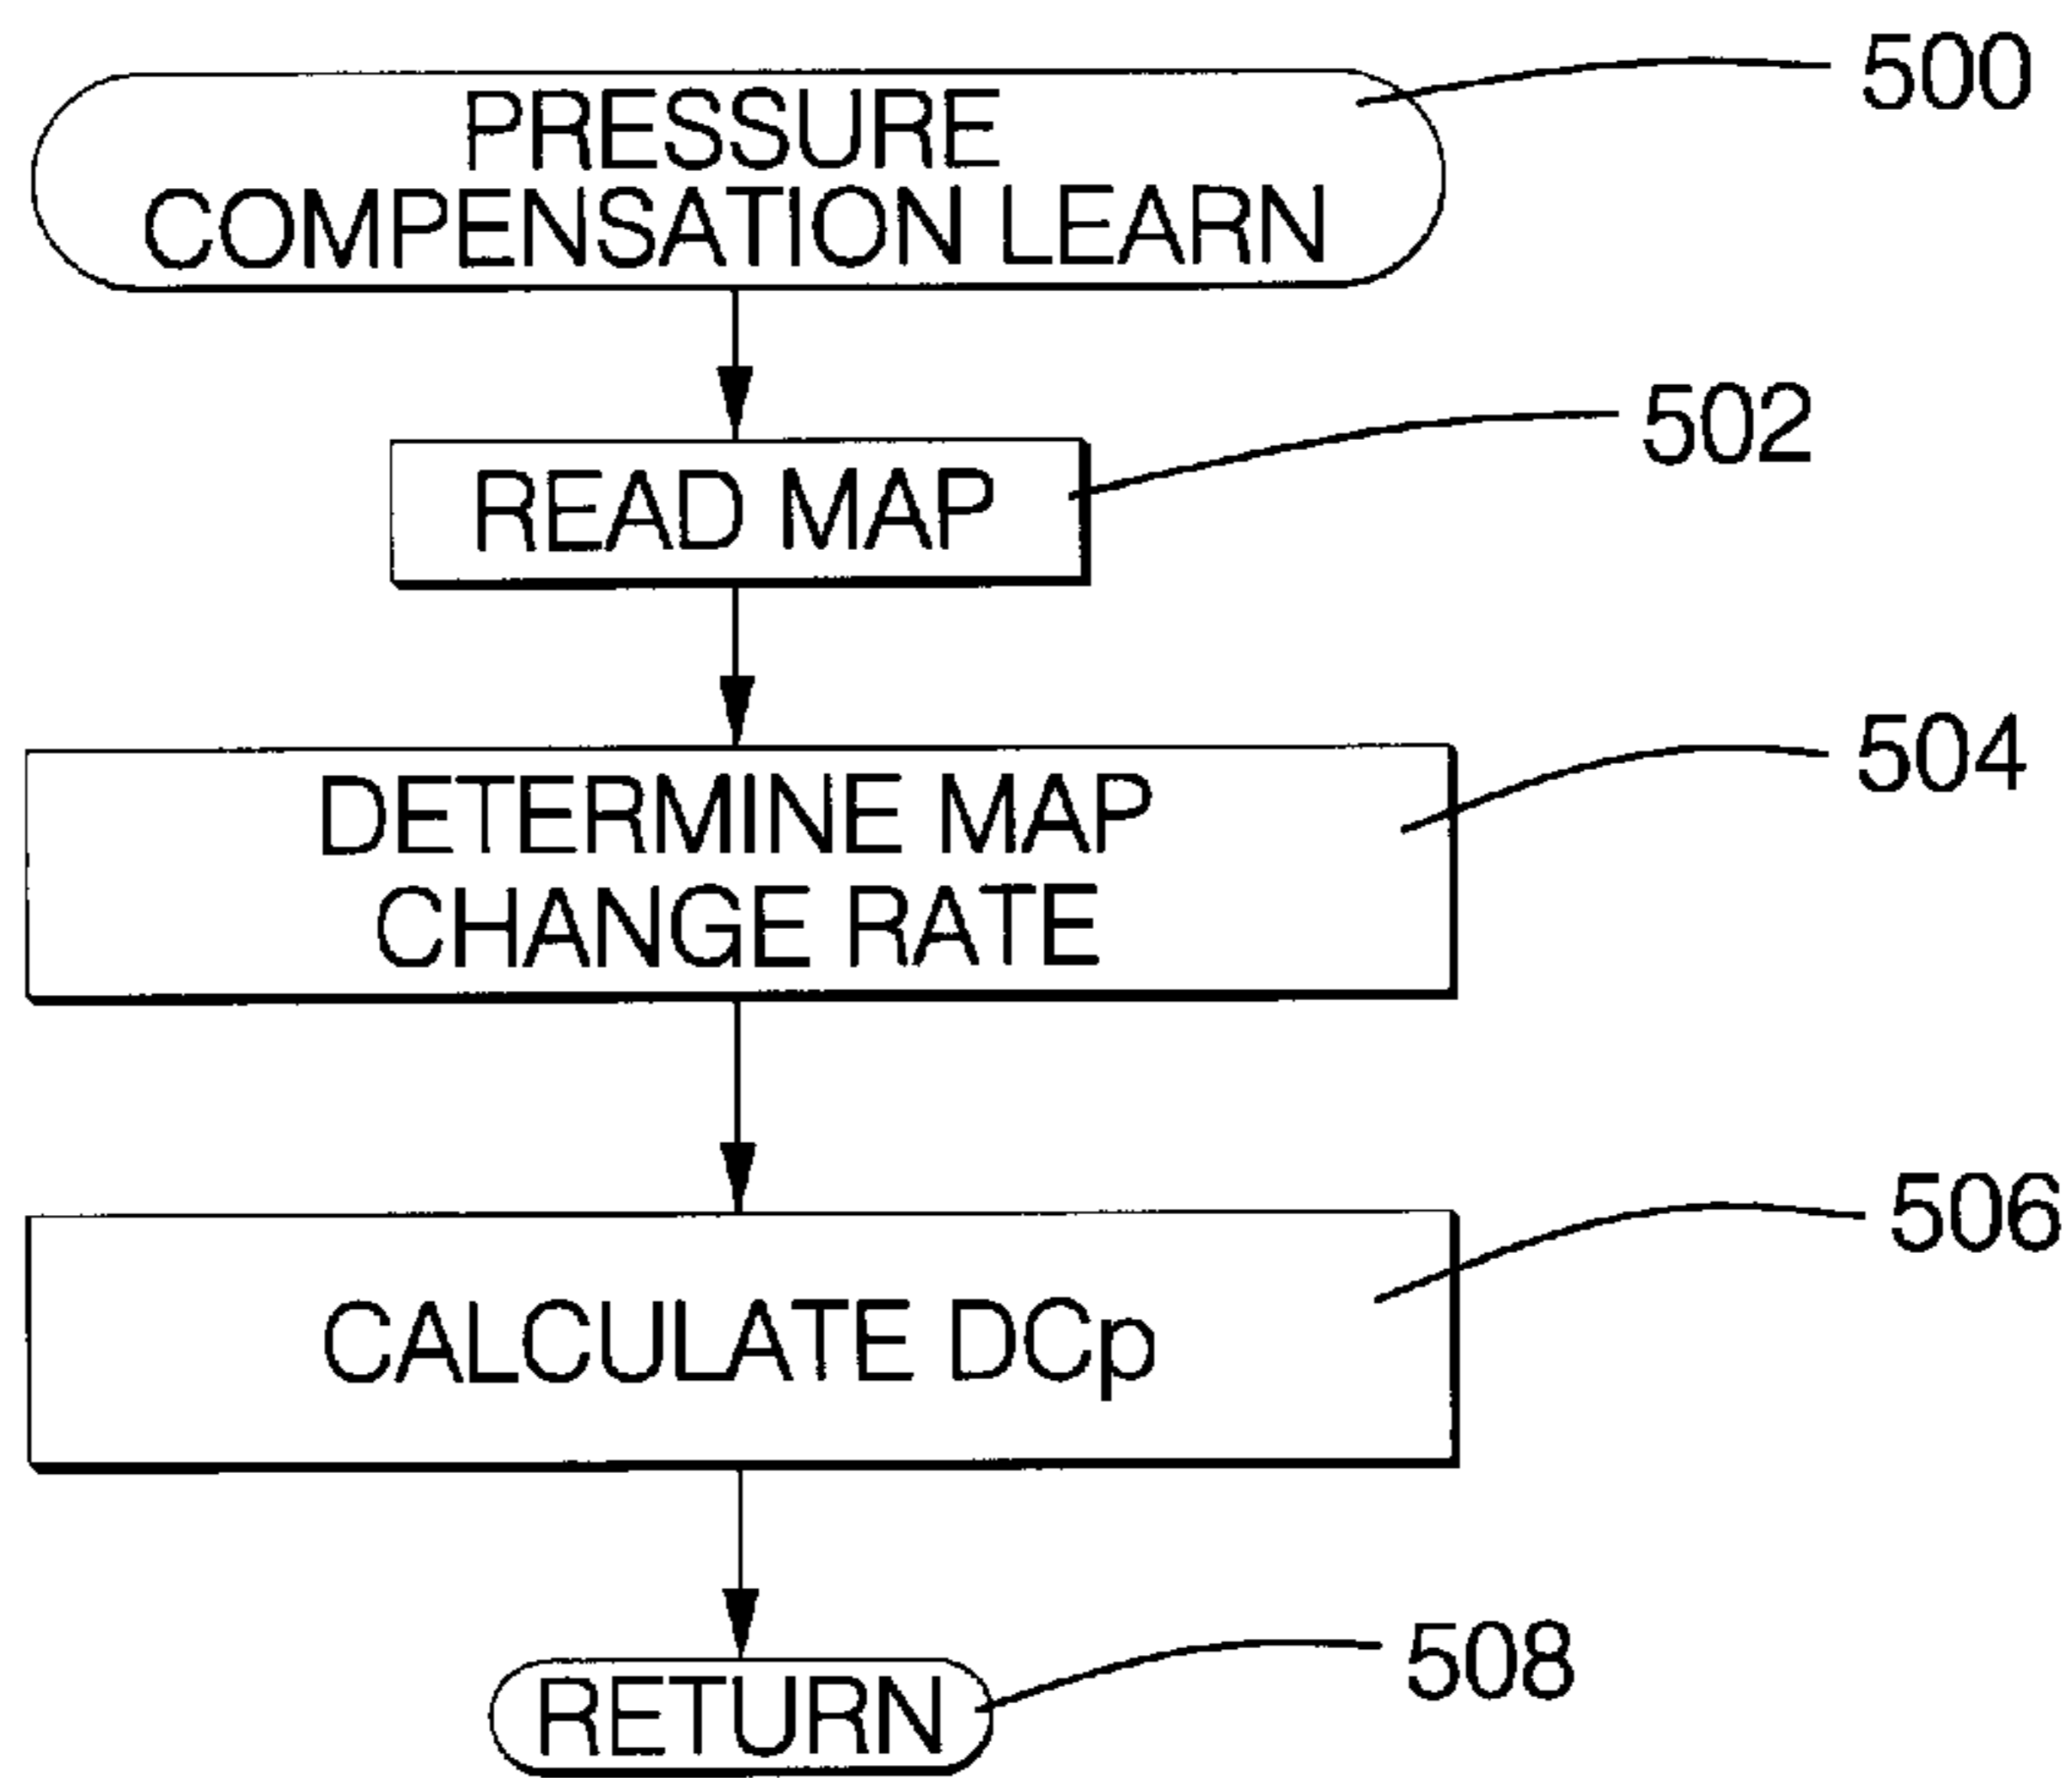 PRESSURE
COMPENSATION LEARN
500
READ MAP
502
DETERMINE MAP
CHANGE RATE
504
CALCULATE DCp
506
RETURN
508